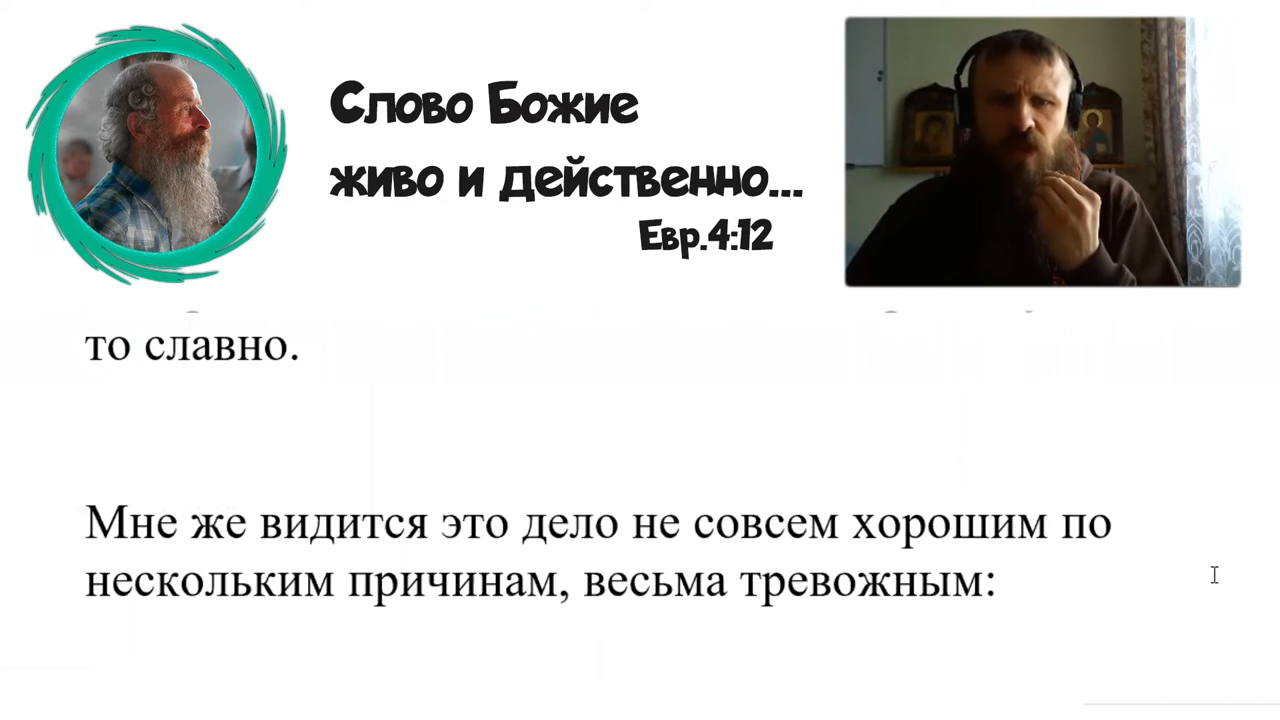 Слово Божие
живо и действенно...
Евр.4:12
то славно.
Мне же видится это дело не совсем хорошим по
нескольким причинам, весьма тревожным: